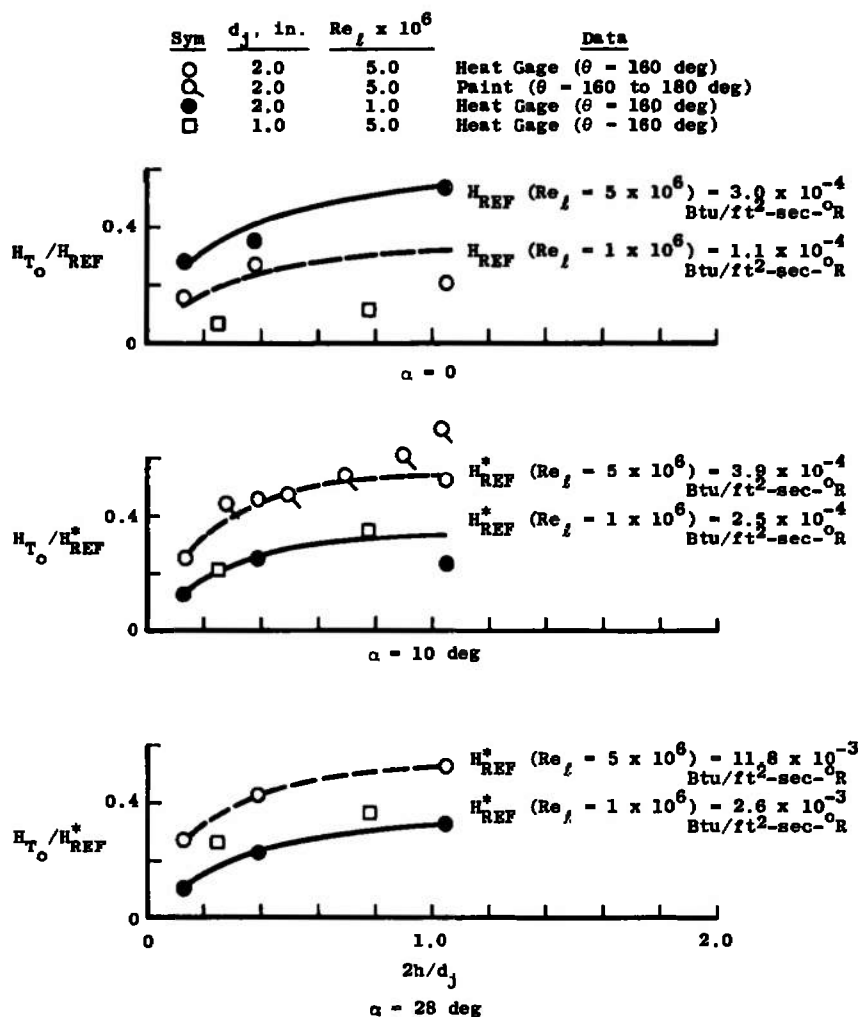 Sym d_j, in. Re_ℓ x 10^6 Data
○ 2.0 5.0 Heat Gage (θ = 160 deg)
2.0 5.0 Paint (θ = 160 to 180 deg)
● 2.0 1.0 Heat Gage (θ = 160 deg)
□ 1.0 5.0 Heat Gage (θ = 160 deg)
H_REF (Re_ℓ = 5 x 10^6) = 3.0 x 10^-4
Btu/ft^2-sec-°R
0.4
H_T_o/H_REF
H_REF (Re_ℓ = 1 x 10^6) = 1.1 x 10^-4
Btu/ft^2-sec-°R
0
α = 0
H*_REF (Re_ℓ = 5 x 10^6) = 3.9 x 10^-4
Btu/ft^2-sec-°R
0.4
H*_REF (Re_ℓ = 1 x 10^6) = 2.5 x 10^-4
Btu/ft^2-sec-°R
H_T_o/H*_REF
0
α = 10 deg
H*_REF (Re_ℓ = 5 x 10^6) = 11.8 x 10^-3
Btu/ft^2-sec-°R
0.4
H*_REF (Re_ℓ = 1 x 10^6) = 2.6 x 10^-3
Btu/ft^2-sec-°R
H_T_o/H*_REF
0
0 1.0 2.0
2h/d_j
α = 28 deg